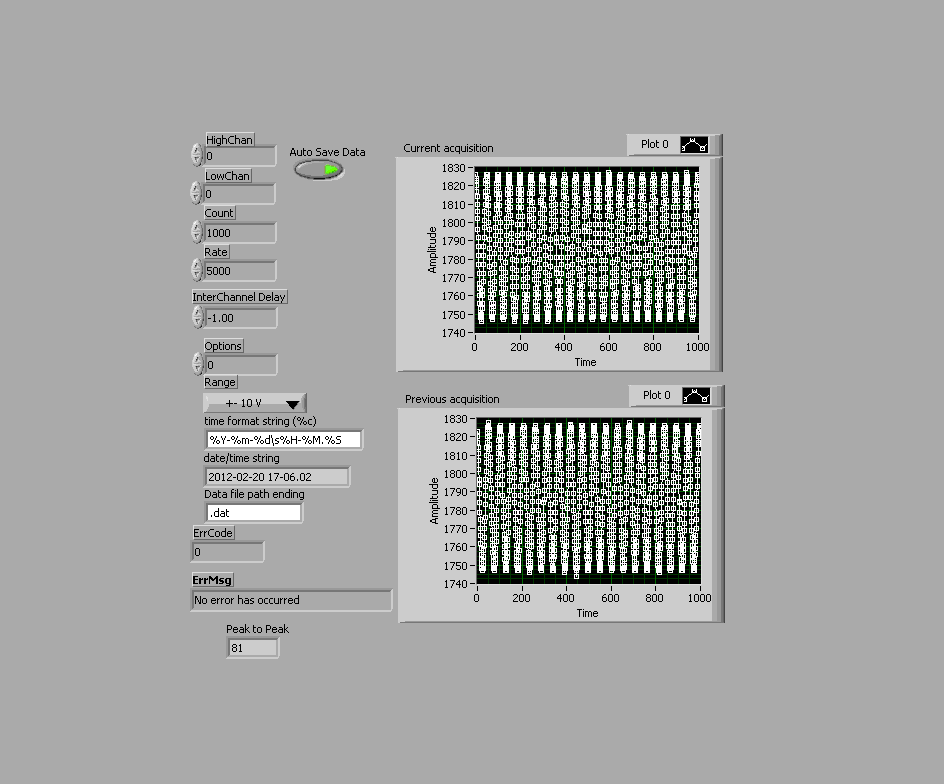 HighChan
0
Auto Save Data
LowChan
0
Count
1000
Rate
5000
InterChannel Delay
-1.00
Options
0
Range
+- 10 V
time format string (%c)
%Y-%m-%d\s%H-%M.%S
date/time string
2012-02-20 17-06.02
Data file path ending
.dat
ErrCode
0
ErrMsg
No error has occurred
Peak to Peak
81
Current acquisition
Plot 0
1830
1820
1810
1800
1790
1780
1770
1760
1750
1740
Amplitude
0 200 400 600 800 1000
Time
Previous acquisition
Plot 0
1830
1820
1810
1800
1790
1780
1770
1760
1750
1740
Amplitude
0 200 400 600 800 1000
Time